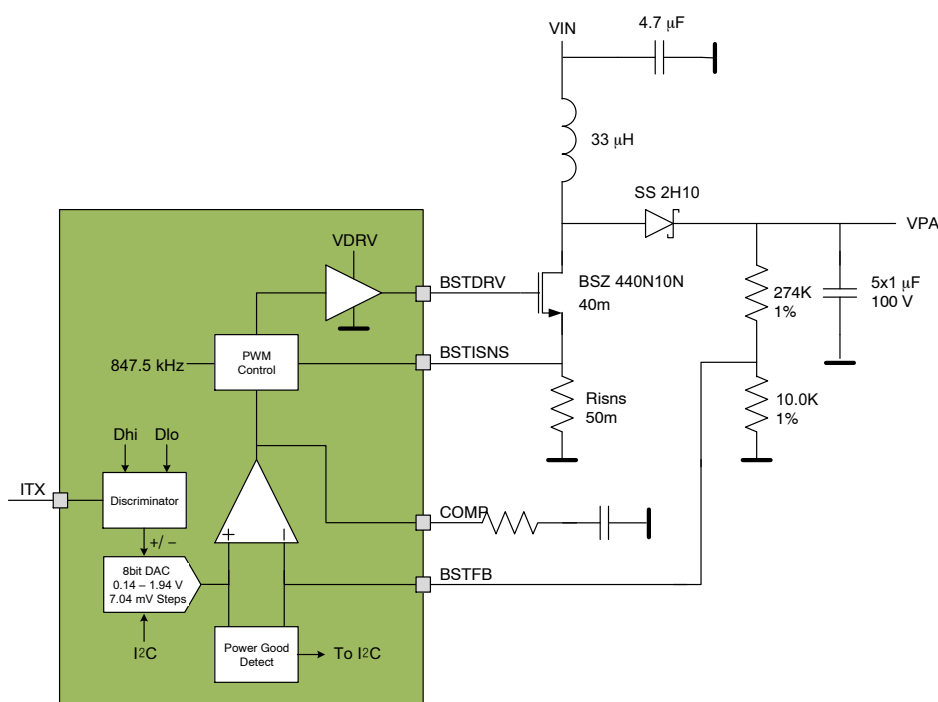 4.7 μF
VIN
33 μH
SS 2H10
VPA
VDRV
BSTDRV
BSZ 440N10N
40m
274K
1%
5x1 μF
100 V
BSTISNS
847.5 kHz
PWM
Control
Risns
50m
10.0K
1%
Dhi
Dlo
ITX
Discriminator
COMP
+/ −
+
−
8bit DAC
0.14 – 1.94 V
7.04 mV Steps
BSTFB
I2C
Power Good
Detect
To I2C